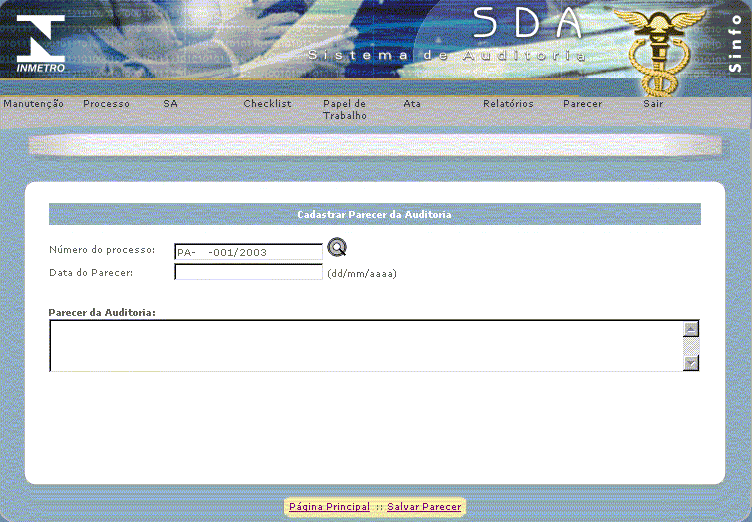 SDA
Sistema de Auditoria
INMETRO
Sinfo
Manutenção Processo SA Checklist Papel de Trabalho Ata Relatórios Parecer Sair
Cadastrar Parecer da Auditoria
Número do processo: PA- -001/2003
Data do Parecer: (dd/mm/aaaa)
Parecer da Auditoria:
Página Principal :: Salvar Parecer